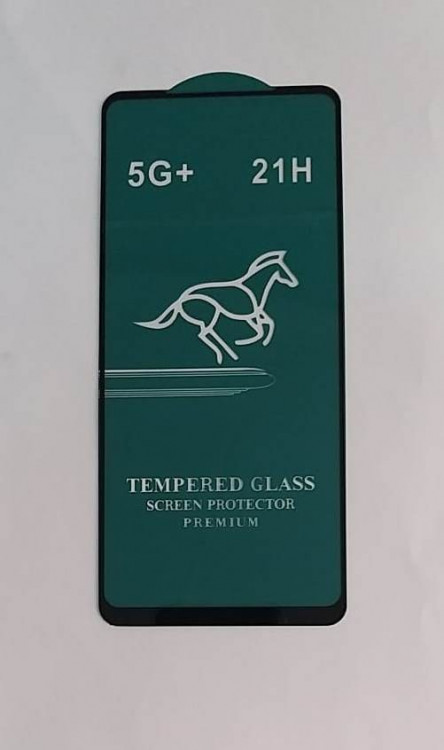 5G+ 21H
TEMPERED GLASS
SCREEN PROTECTOR
PREMIUM